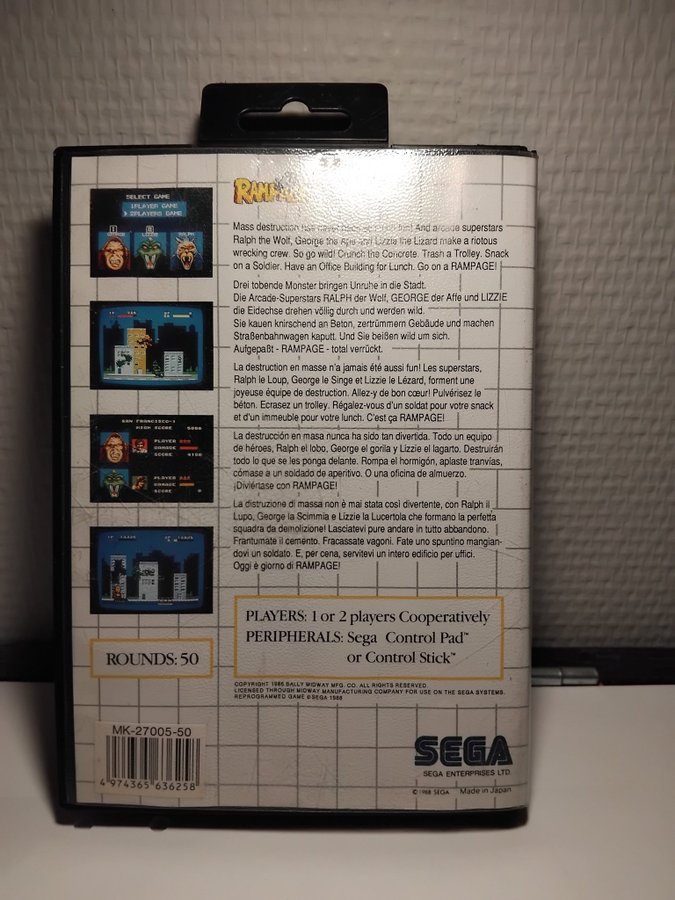 SELECT GAME
1PLAYER GAME
2PLAYERS GAME
RAMPAGE
Mass destruction has never been so much fun! And arcade superstars
Ralph the Wolf, George the Ape and Lizzie the Lizard make a riotous
wrecking crew. So go wild! Crunch the Concrete. Trash a Trolley. Snack
on a Soldier. Have an Office Building for Lunch. Go on a RAMPAGE!
Drei tobende Monster bringen Unruhe in die Stadt.
Die Arcade-Superstars RALPH der Wolf, GEORGE der Affe und LIZZIE
die Eidechse drehen völlig durch und werden wild.
Sie kauen knirschend an Beton, zertrümmern Gebäude und machen
Straßenbahnwagen kaputt. Und Sie beißen wild um sich.
Aufgepaßt - RAMPAGE - total verrückt.
La destruction en masse n'a jamais été aussi fun! Les superstars,
Ralph le Loup, George le Singe et Lizzie le Lézard, forment une
joyeuse équipe de destruction. Allez-y de bon cœur! Pulvérisez le
béton. Ecrasez un trolley. Régalez-vous d'un soldat pour votre snack
et d'un immeuble pour votre lunch. C'est ça RAMPAGE!
SAN FRANCISCO-1
HIGH SCORE 5000
PLAYER
DAMAGE
SCORE 4150
PLAYER
DAMAGE
SCORE 0
La destrucción en masa nunca ha sido tan divertida. Todo un equipo
de héroes, Ralph el lobo, George el gorila y Lizzie el lagarto. Destruirán
todo lo que se les ponga delante. Rompa el hormigón, aplaste tranvías,
cómase a un soldado de aperitivo. O una oficina de almuerzo.
¡Diviértase con RAMPAGE!
La distruzione di massa non è mai stata così divertente, con Ralph il
Lupo, George la Scimmia e Lizzie la Lucertola che formano la perfetta
squadra da demolizione! Lasciatevi pure andare in tutto abbandono.
Frantumate il cemento. Fracassate vagoni. Fate uno spuntino mangian-
dovi un soldato. E, per cena, servitevi un intero edificio per uffici.
Oggi è giorno di RAMPAGE!
PLAYERS: 1 or 2 players Cooperatively
PERIPHERALS: Sega Control Pad™
or Control Stick™
ROUNDS: 50
COPYRIGHT 1986 BALLY MIDWAY MFG. CO. ALL RIGHTS RESERVED.
LICENSED THROUGH MIDWAY MANUFACTURING COMPANY FOR USE ON THE SEGA SYSTEMS.
REPROGRAMMED GAME ©SEGA 1988
MK-27005-50
4 974365 636258
SEGA
SEGA ENTERPRISES LTD
© 1988 SEGA Made in Japan